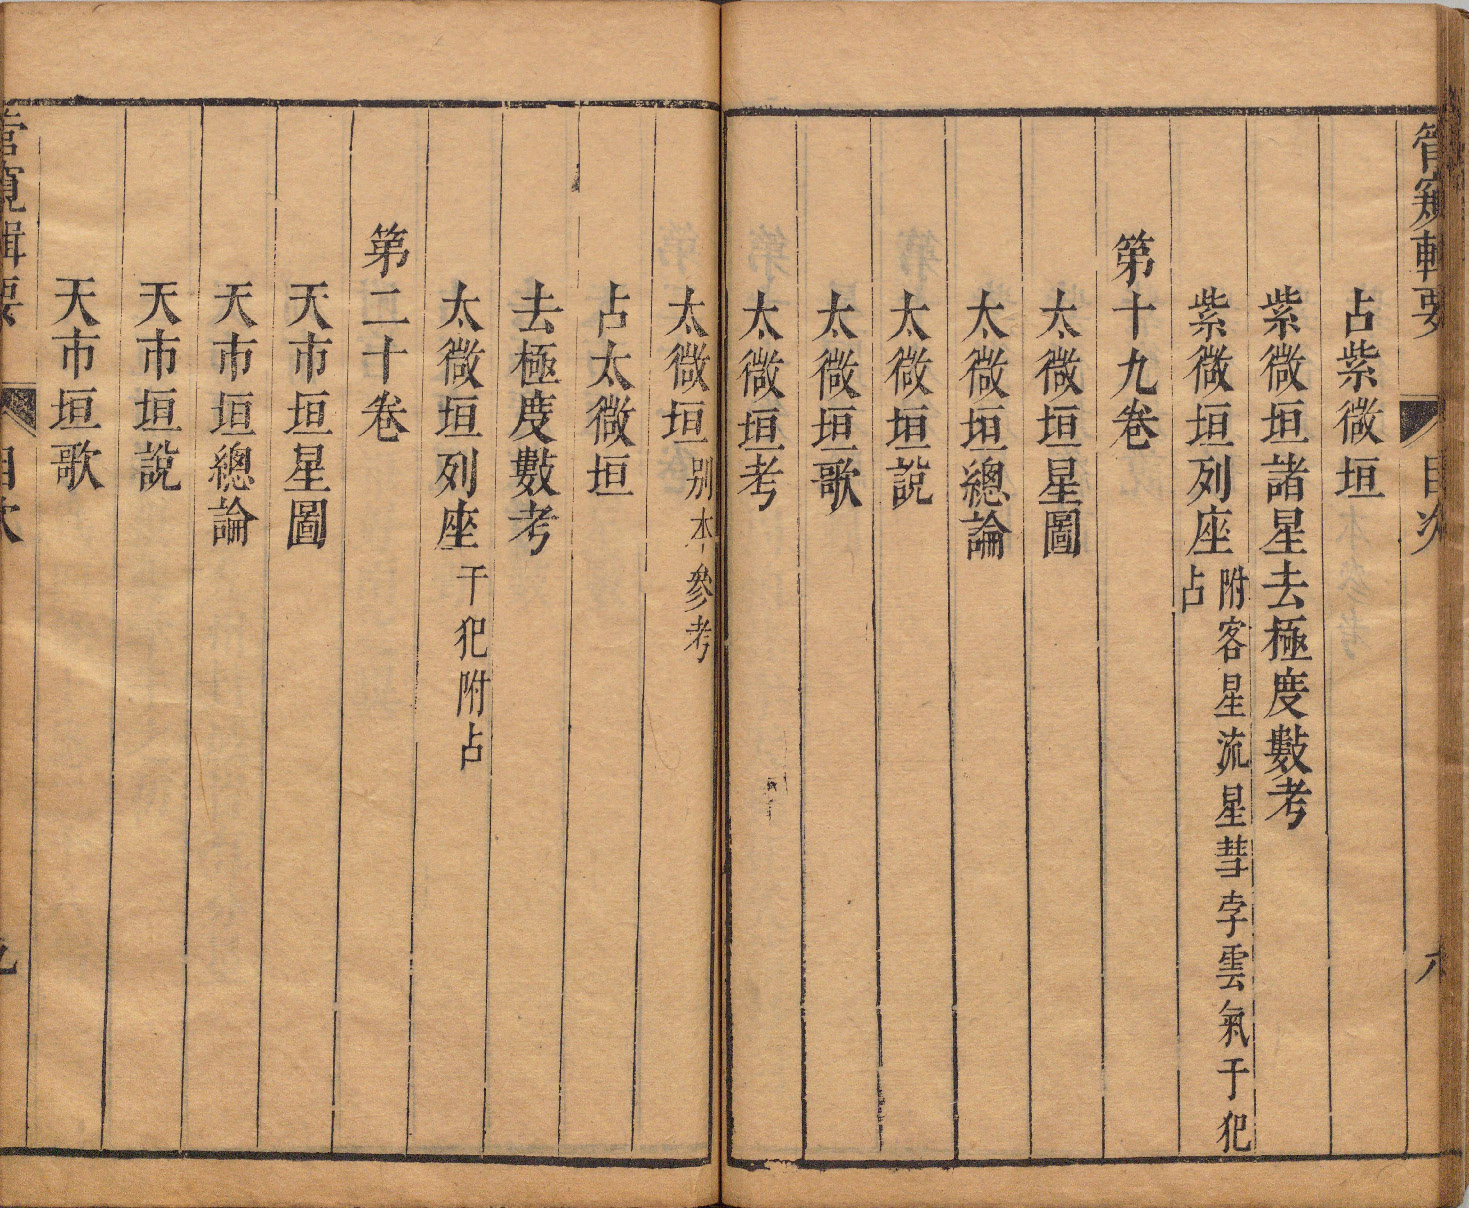 管窺輯要 目次
占紫微垣
紫微垣諸星去極度數考
紫微垣列座 附客星流星彗孛雲氣于犯占
第十九卷
太微垣星圖
太微垣總論
太微垣說
太微垣歌
太微垣考
太微垣 別本參考
占太微垣
去極度數考
太微垣列座 干犯附占
第二十卷
天市垣星圖
天市垣總論
天市垣說
天市垣歌
管窺輯要 目次